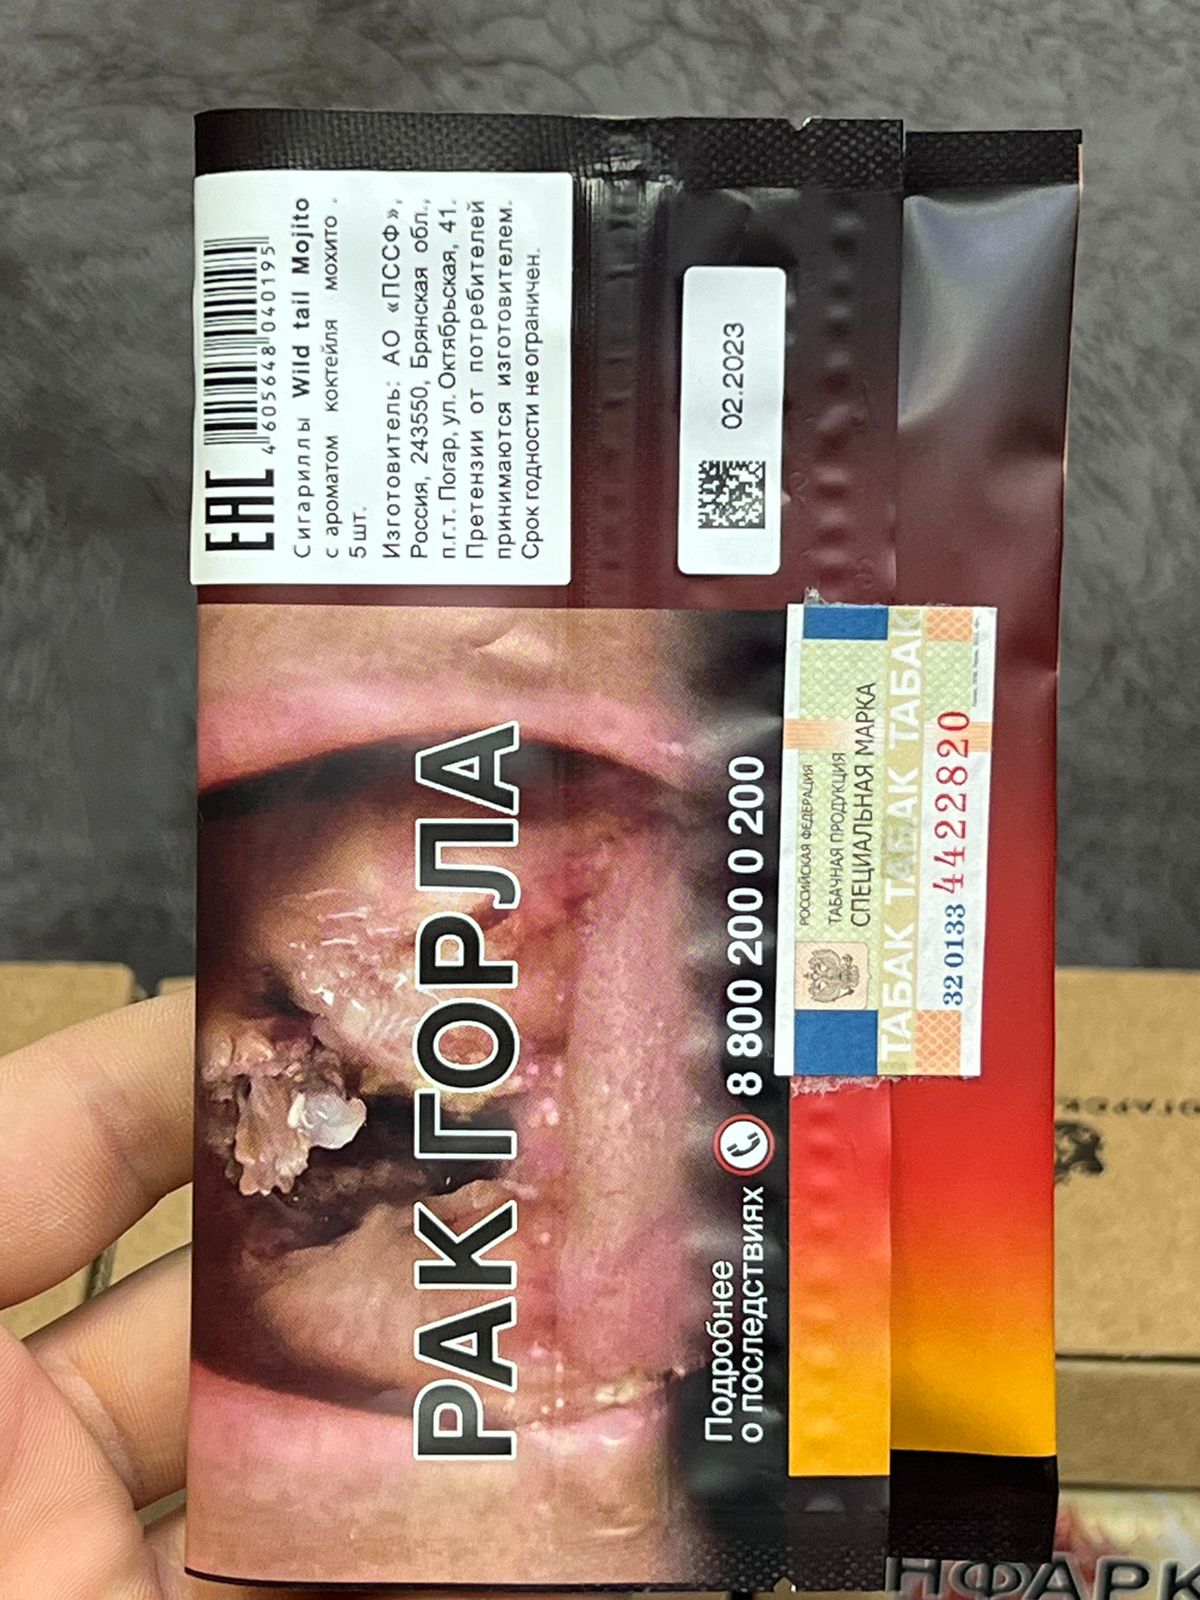 EAC
4 605648 040195
Сигариллы Wild tail Mojito
с ароматом коктейля мохито .
5 шт.
Изготовитель: АО «ПССФ»,
Россия, 243550, Брянская обл.,
п.г.т. Погар, ул. Октябрьская, 41.
Претензии от потребителей
принимаются изготовителем.
Срок годности не ограничен.
02.2023
РАК ГОРЛА
Подробнее
о последствиях 8 800 200 0 200
РОССИЙСКАЯ ФЕДЕРАЦИЯ
ТАБАЧНАЯ ПРОДУКЦИЯ
СПЕЦИАЛЬНАЯ МАРКА
ТАБАК ТАБАК ТАБАК
32 0133 4422820
НФАРК